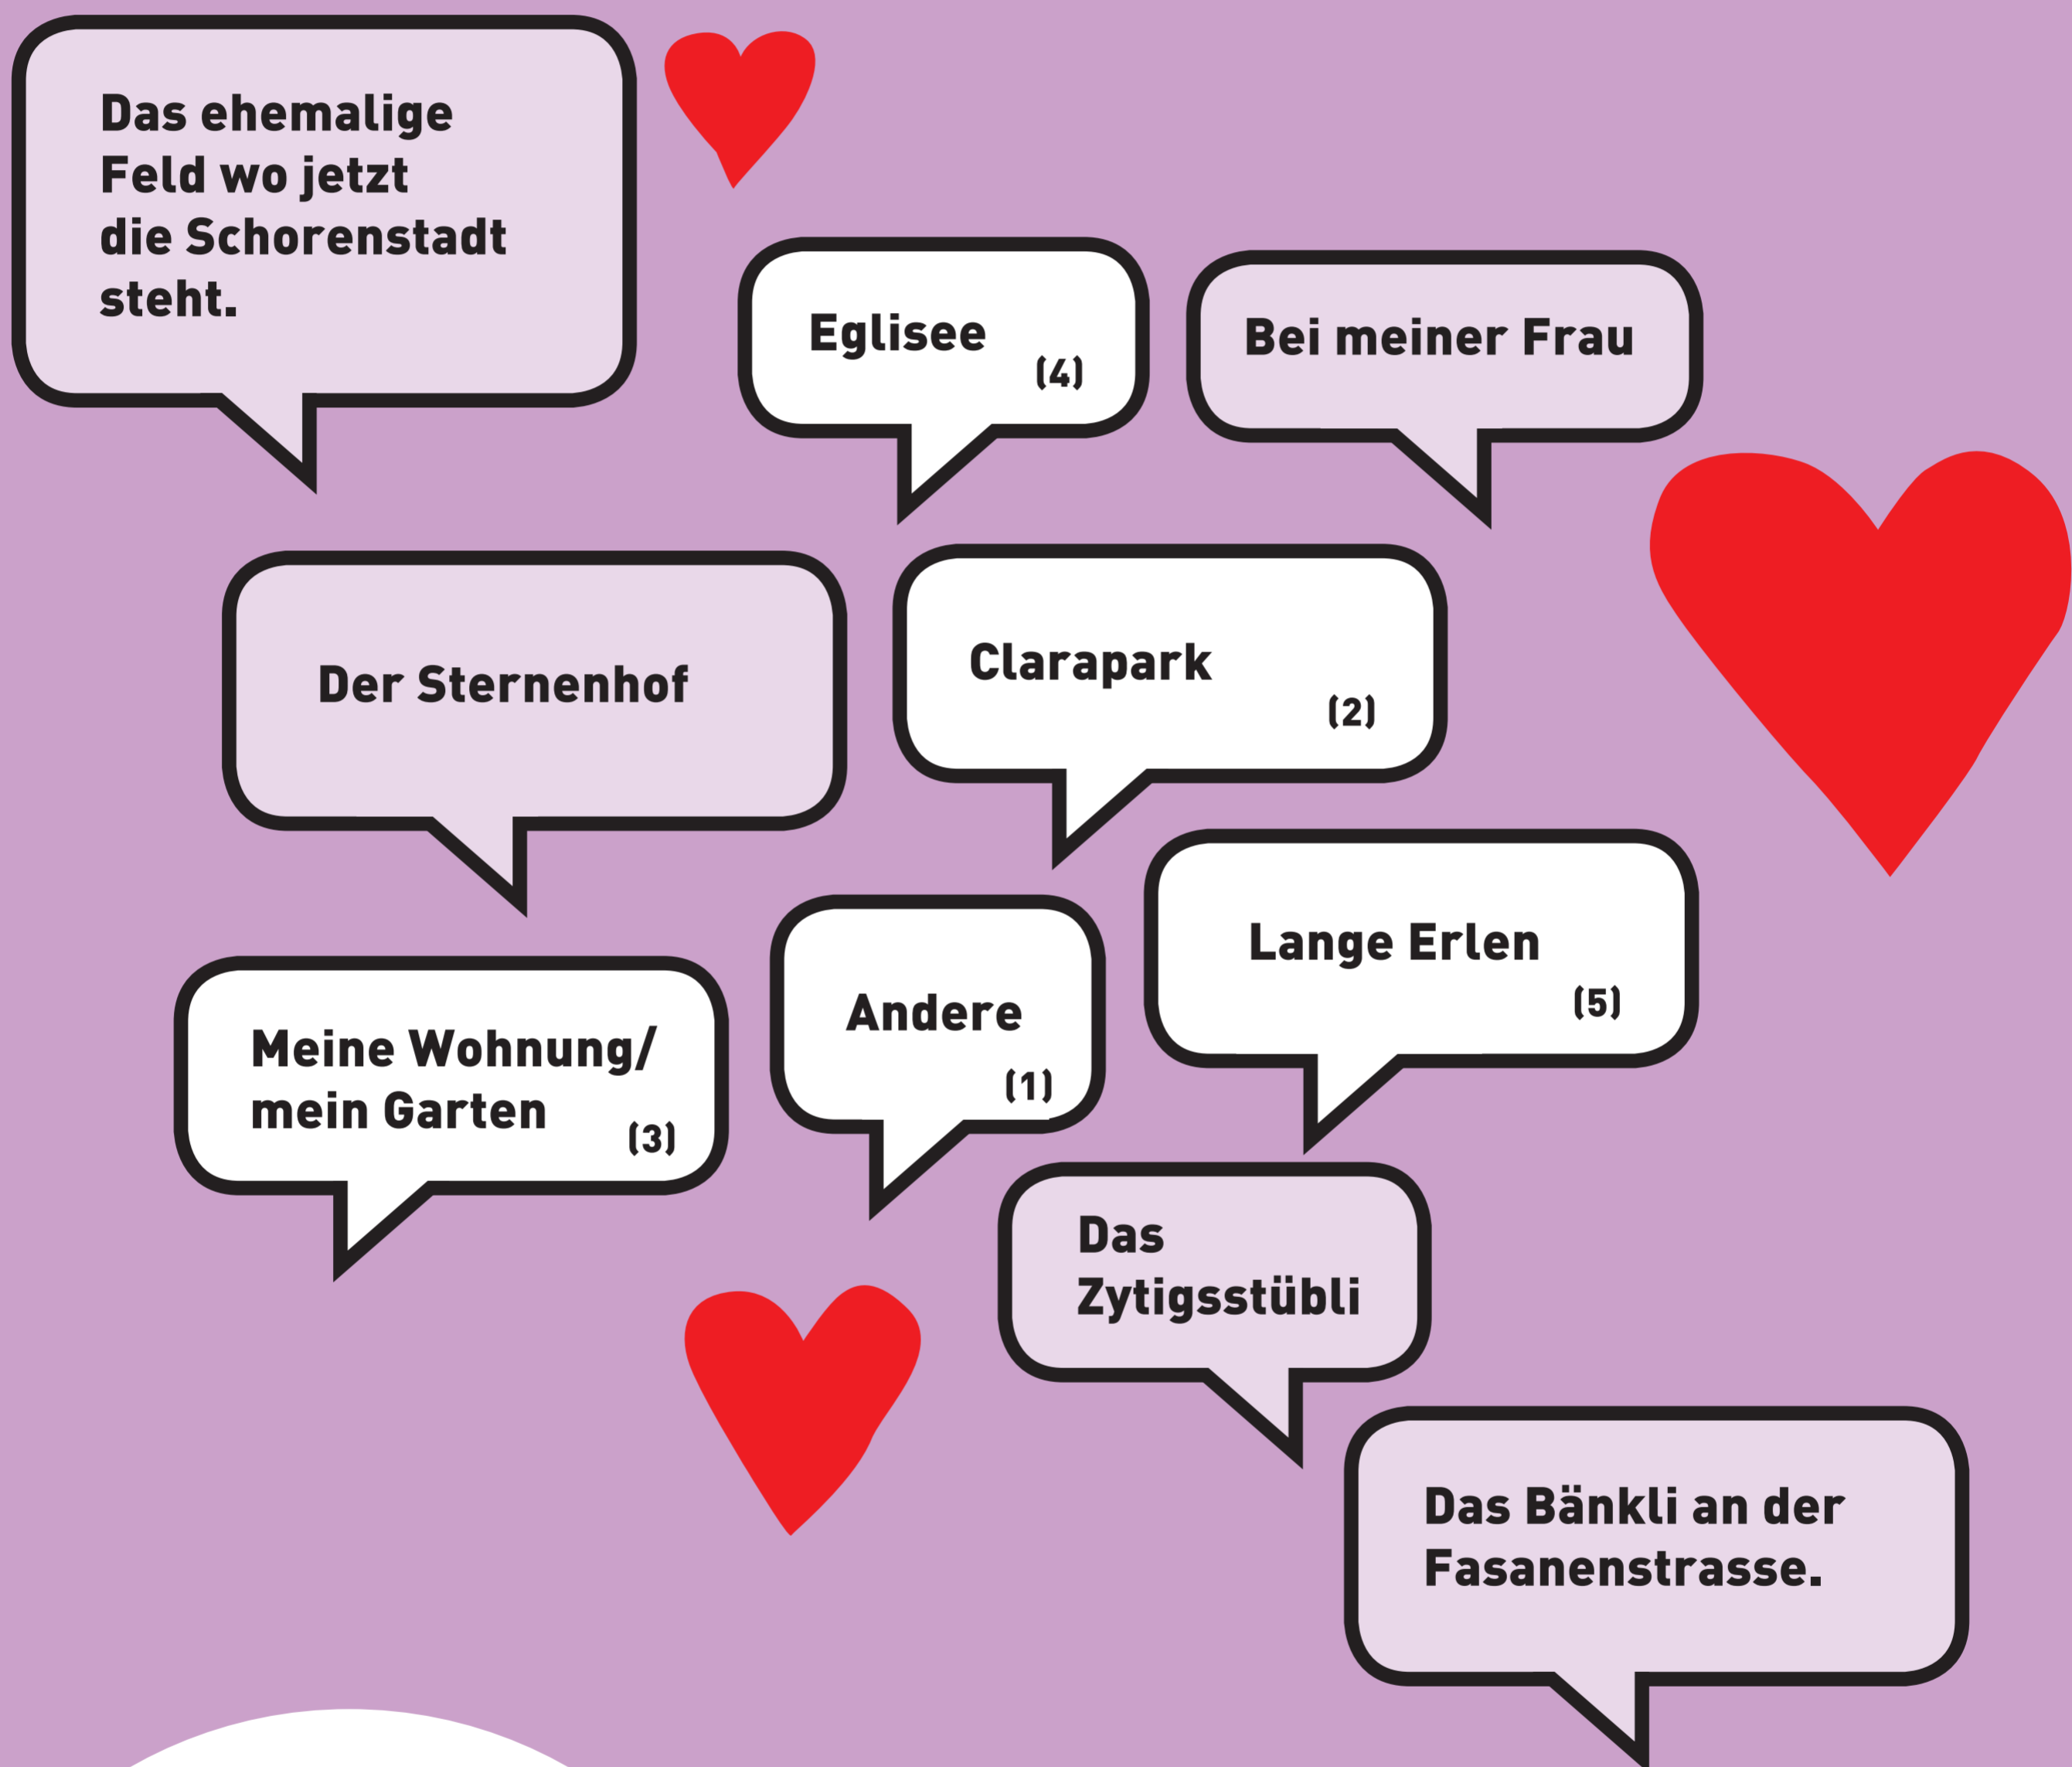 Das ehemalige
Feld wo jetzt
die Schorenstadt
steht.
Eglisee
(4)
Bei meiner Frau
Der Sternenhof
Clarapark
(2)
Lange Erlen
(5)
Andere
(1)
Meine Wohnung/
mein Garten
(3)
Das
Zytigsstübli
Das Bänkli an der
Fasanenstrasse.